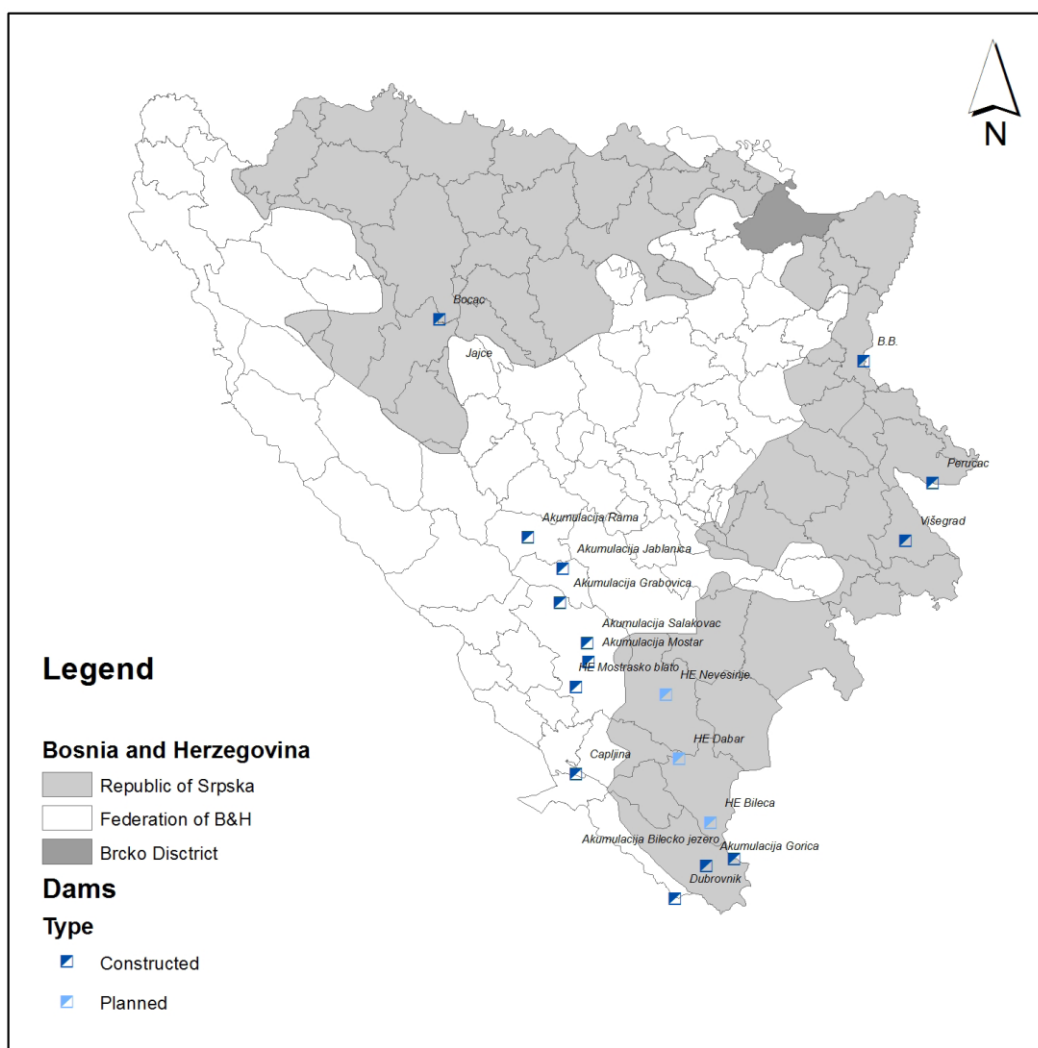 N
Bocac
Jajce
B.B.
Perucac
Višegrad
Akumulacija Rama
Akumulacija Jablanica
Akumulacija Grabovica
Akumulacija Salakovac
Akumulacija Mostar
HE Mostrasko blato
HE Nevesinje
HE Dabar
Capljina
HE Bileca
Akumulacija Bilecko jezero
Akumulacija Gorica
Dubrovnik
Legend
Bosnia and Herzegovina
Republic of Srpska
Federation of B&H
Brcko Disctrict
Dams
Type
Constructed
Planned